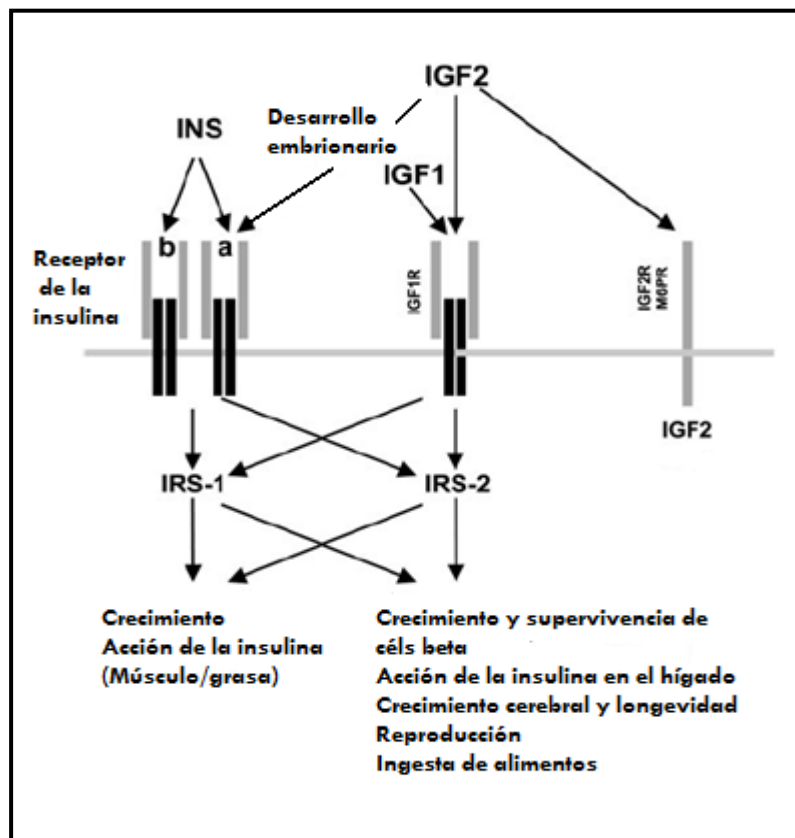 IGF2
INS
Desarrollo
embrionario
IGF1
b
a
Receptor
de la
insulina
IGF1R
IGF2R
M6PR
IGF2
IRS-1
IRS-2
Crecimiento
Acción de la insulina
(Músculo/grasa)
Crecimiento y supervivencia de
céls beta
Acción de la insulina en el hígado
Crecimiento cerebral y longevidad
Reproducción
Ingesta de alimentos